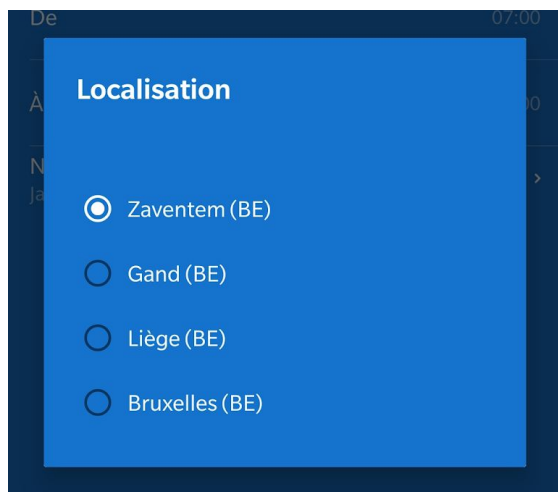 De 07:00
Localisation
À
Zaventem (BE)
Gand (BE)
Liège (BE)
Bruxelles (BE)